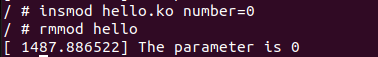 / # insmod hello.ko number=0
/ # rmmod hello
[ 1487.886522] The parameter is 0